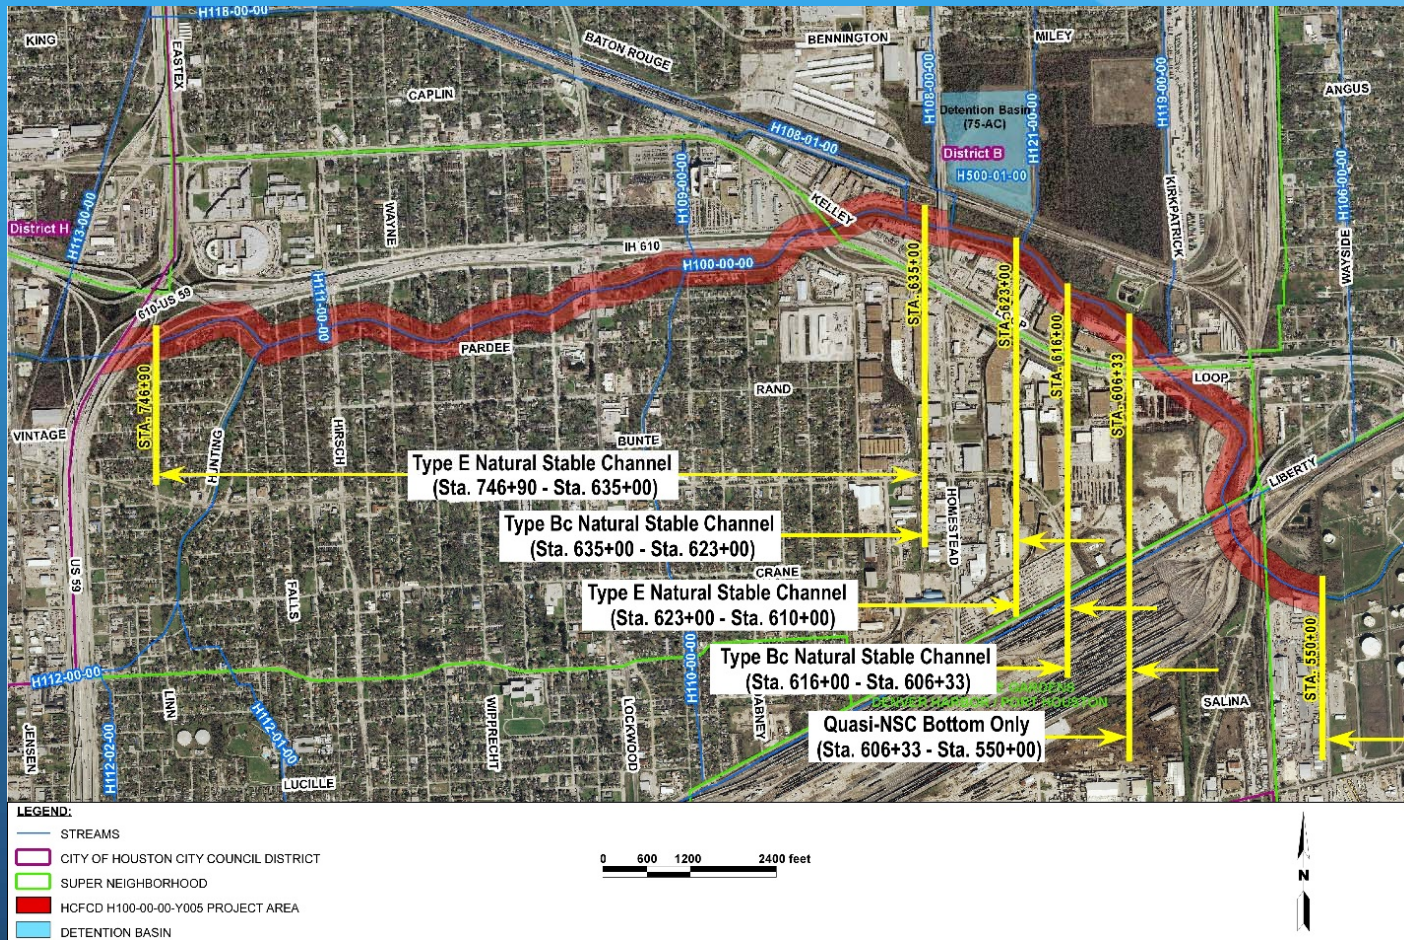 H118-00-00
KING
EASTEX
BATON ROUGE
BENNINGTON
MILEY
CAPLIN
ANGUS
H108-00-00
Detention Basin
(75-AC)
H121-00-00
H119-00-00
H108-01-00
District B
H500-01-00
H109-00-00
H106-00-00
H113-00-00
District H
WAYNE
KELLEY
KIRKPATRICK
WAYSIDE
IH 610
H100-00-00
610-US 59
H111-00-00
PARDEE
STA. 635+00
STA. 623+00
STA. 616+00
STA. 606+33
LOOP
RAND
STA. 746+90
VINTAGE
HUNTING
HIRSCH
BUNTE
LIBERTY
Type E Natural Stable Channel
(Sta. 746+90 - Sta. 635+00)
HOMESTEAD
Type Bc Natural Stable Channel
(Sta. 635+00 - Sta. 623+00)
US 59
CRANE
FALLS
Type E Natural Stable Channel
(Sta. 623+00 - Sta. 610+00)
STA. 550+00
H112-00-00
H110-00-00
Type Bc Natural Stable Channel
(Sta. 616+00 - Sta. 606+33)
GARDENS
DENVER HARBOR / PORT HOUSTON
SALINA
LINN
H112-01-00
WIPPRECHT
LOCKWOOD
Quasi-NSC Bottom Only
(Sta. 606+33 - Sta. 550+00)
JENSEN
H112-02-00
LUCILLE
LEGEND:
STREAMS
CITY OF HOUSTON CITY COUNCIL DISTRICT
SUPER NEIGHBORHOOD
HCFCD H100-00-00-Y005 PROJECT AREA
DETENTION BASIN
0 600 1200 2400 feet
N